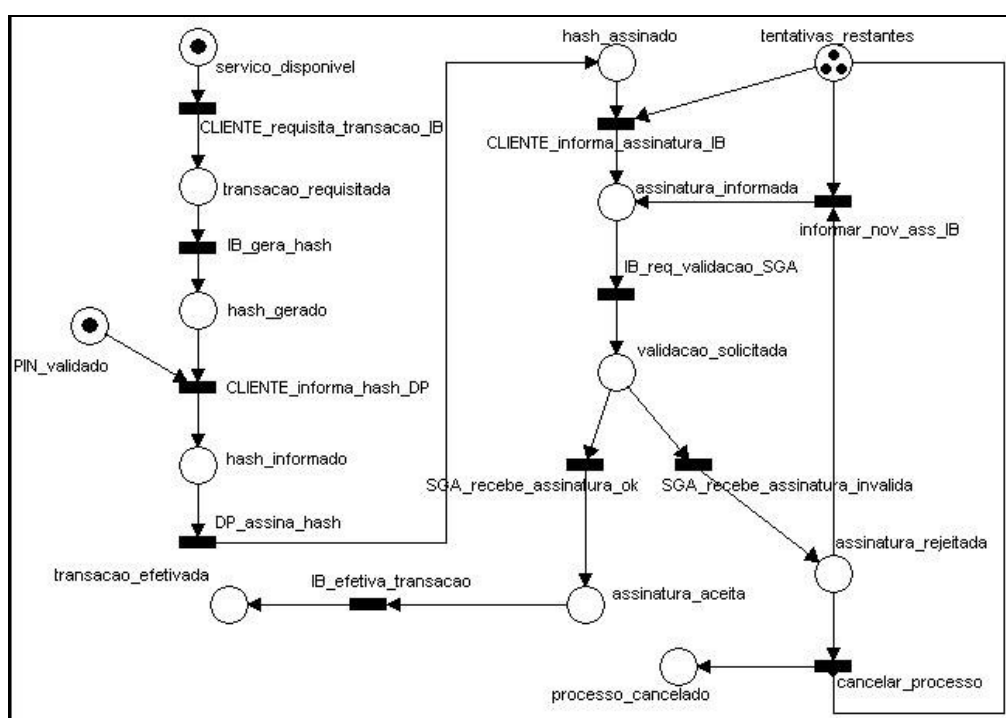 servico_disponivel
CLIENTE_requisita_transacao_IB
transacao_requisitada
IB_gera_hash
hash_gerado
PIN_validado
CLIENTE_informa_hash_DP
hash_informado
DP_assina_hash
hash_assinado
tentativas_restantes
CLIENTE_informa_assinatura_IB
assinatura_informada
informar_nov_ass_IB
IB_req_validacao_SGA
validacao_solicitada
SGA_recebe_assinatura_ok
SGA_recebe_assinatura_invalida
assinatura_rejeitada
transacao_efetivada
IB_efetiva_transacao
assinatura_aceita
processo_cancelado
cancelar_processo